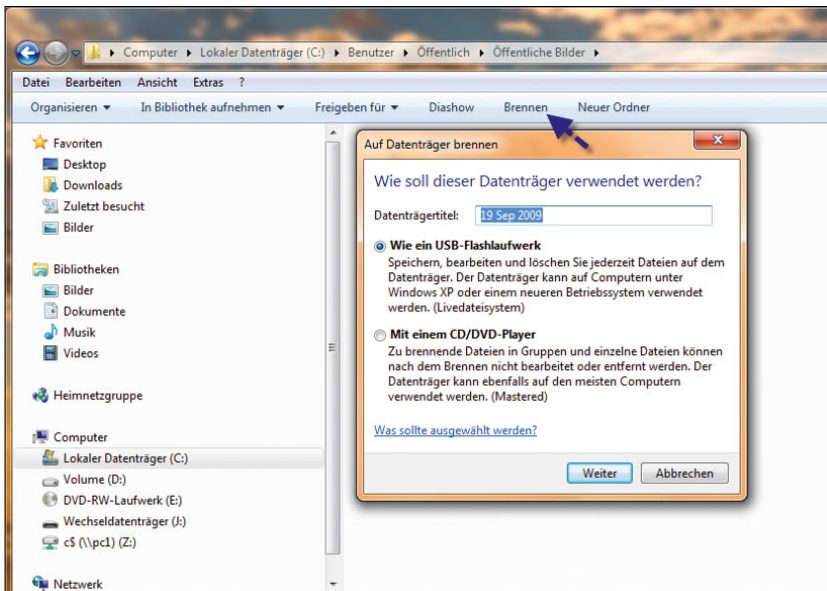 Computer Lokaler Datenträger (C:) Benutzer Öffentlich Öffentliche Bilder
Datei Bearbeiten Ansicht Extras ?
Organisieren In Bibliothek aufnehmen Freigeben für Diashow Brennen Neuer Ordner
Favoriten
Desktop
Downloads
Zuletzt besucht
Bilder
Bibliotheken
Bilder
Dokumente
Musik
Videos
Heimnetzgruppe
Computer
Lokaler Datenträger (C:)
Volume (D:)
DVD-RW-Laufwerk (E:)
Wechseldatenträger (J:)
c$ (\\pc1) (Z:)
Netzwerk
Auf Datenträger brennen
Wie soll dieser Datenträger verwendet werden?
Datenträgertitel: 19 Sep 2009
Wie ein USB-Flashlaufwerk
Speichern, bearbeiten und löschen Sie jederzeit Dateien auf dem
Datenträger. Der Datenträger kann auf Computern unter
Windows XP oder einem neueren Betriebssystem verwendet
werden. (Livedateisystem)
Mit einem CD/DVD-Player
Zu brennende Dateien in Gruppen und einzelne Dateien können
nach dem Brennen nicht bearbeitet oder entfernt werden. Der
Datenträger kann ebenfalls auf den meisten Computern
verwendet werden. (Mastered)
Was sollte ausgewählt werden?
Weiter Abbrechen